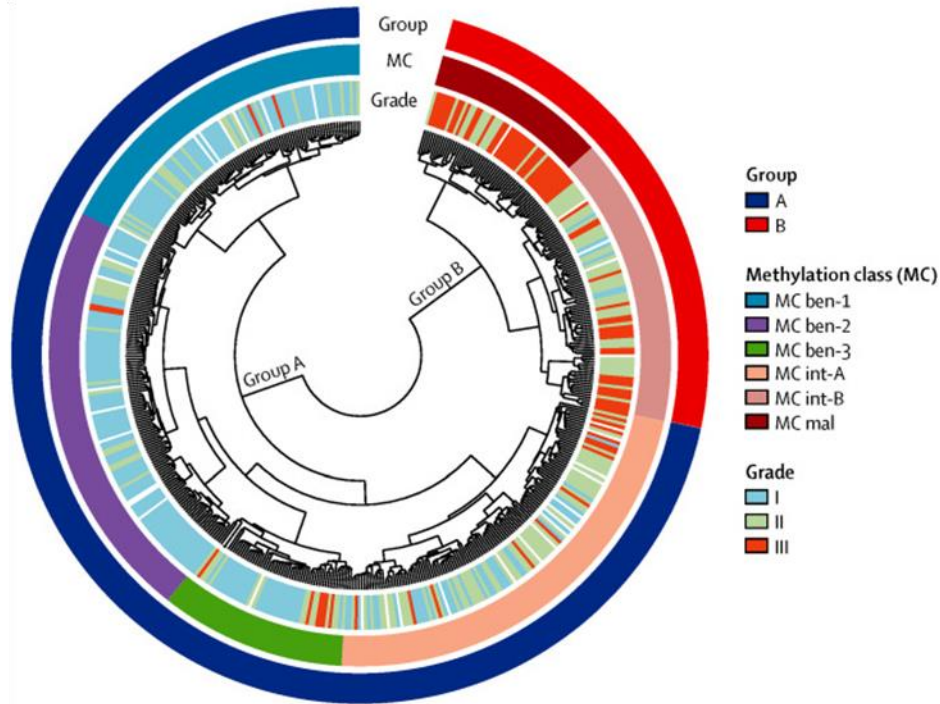 Group
MC
Grade
Group B
Group A
Group
A
B
Methylation class (MC)
MC ben-1
MC ben-2
MC ben-3
MC int-A
MC int-B
MC mal
Grade
I
II
III